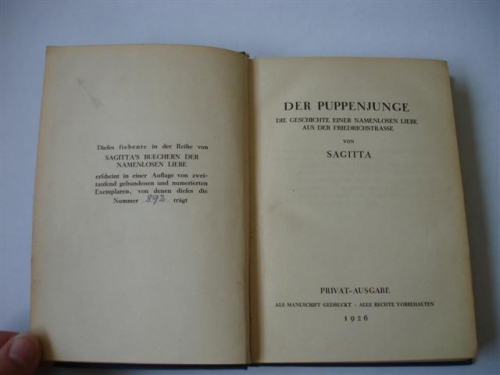 Dieses siebente in der Reihe von
SAGITTA'S BUECHERN DER
NAMENLOSEN LIEBE
erscheint in einer Auflage von zwei-
tausend gebundenen und numerierten
Exemplaren, von denen dieses die
Nummer 892 trägt
DER PUPPENJUNGE
DIE GESCHICHTE EINER NAMENLOSEN LIEBE
AUS DER FRIEDRICHSTRASSE
VON
SAGITTA
PRIVAT-AUSGABE
ALS MANUSCRIPT GEDRUCKT - ALLE RECHTE VORBEHALTEN
1926